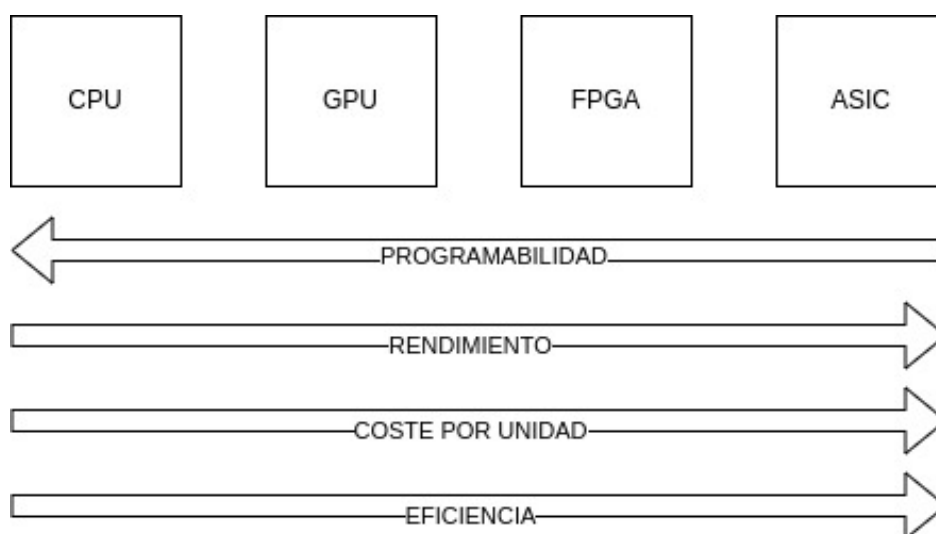 CPU GPU FPGA ASIC
PROGRAMABILIDAD
RENDIMIENTO
COSTE POR UNIDAD
EFICIENCIA